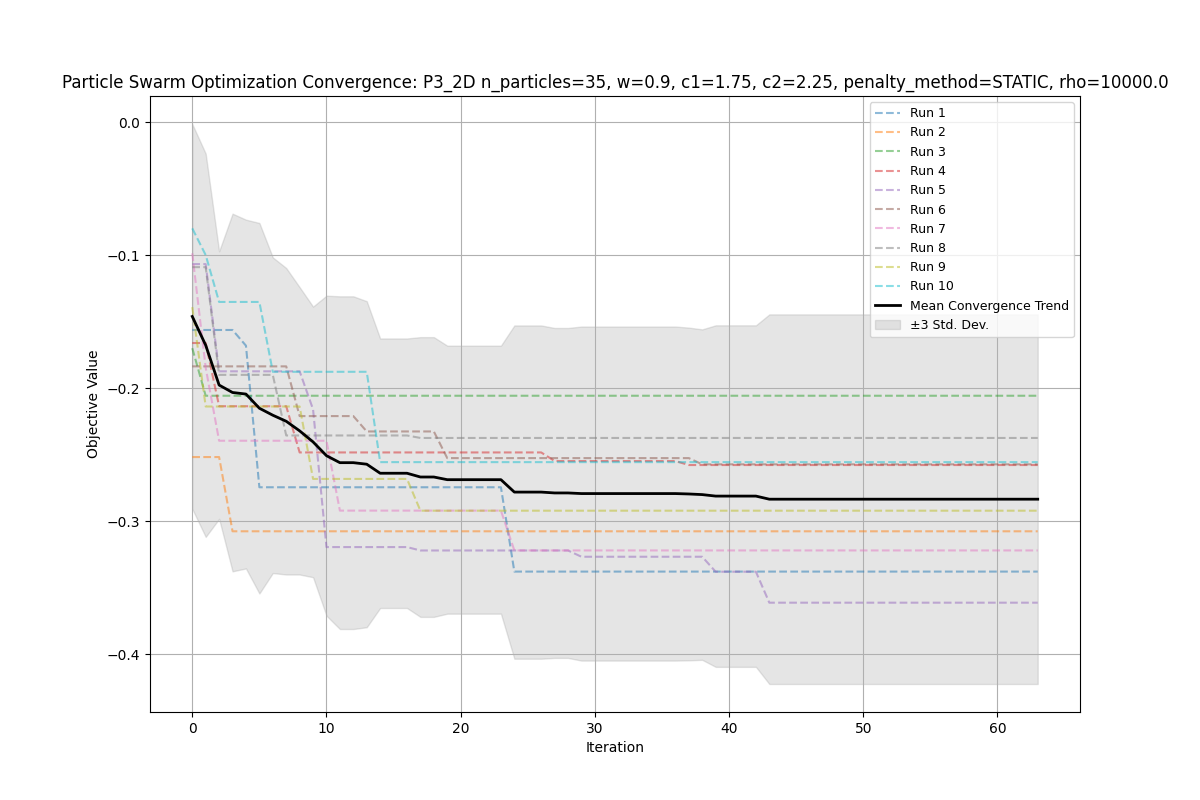 Particle Swarm Optimization Convergence: P3_2D n_particles=35, w=0.9, c1=1.75, c2=2.25, penalty_method=STATIC, rho=10000.0
Objective Value
0.0
−0.1
−0.2
−0.3
−0.4
Run 1
Run 2
Run 3
Run 4
Run 5
Run 6
Run 7
Run 8
Run 9
Run 10
Mean Convergence Trend
±3 Std. Dev.
0 10 20 30 40 50 60
Iteration